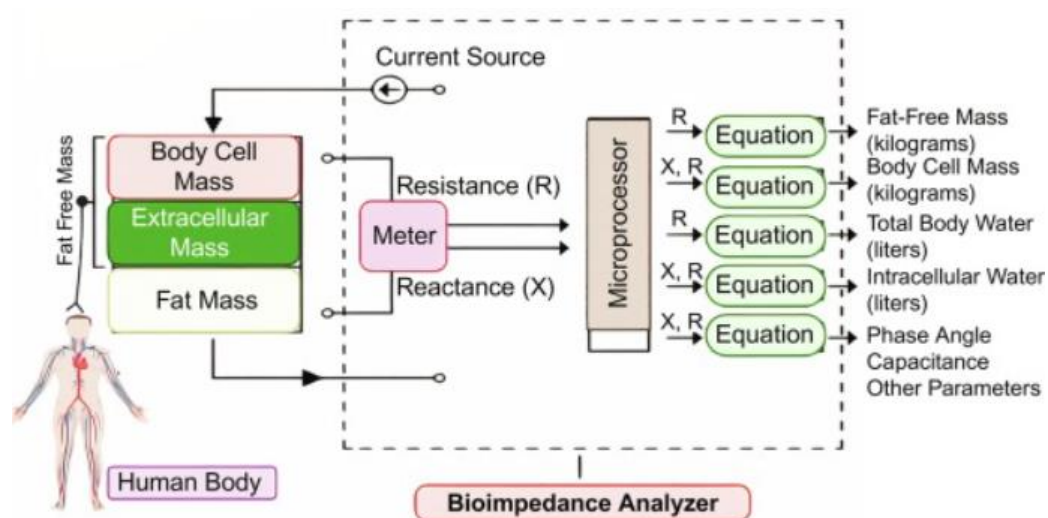 Current Source
Fat Free Mass
Body Cell
Mass
Extracellular
Mass
Fat Mass
Human Body
Resistance (R)
Meter
Reactance (X)
Microprocessor
R
Equation
Fat-Free Mass
(kilograms)
X, R
Equation
Body Cell Mass
(kilograms)
R
Equation
Total Body Water
(liters)
X, R
Equation
Intracellular Water
(liters)
X, R
Equation
Phase Angle
Capacitance
Other Parameters
Bioimpedance Analyzer